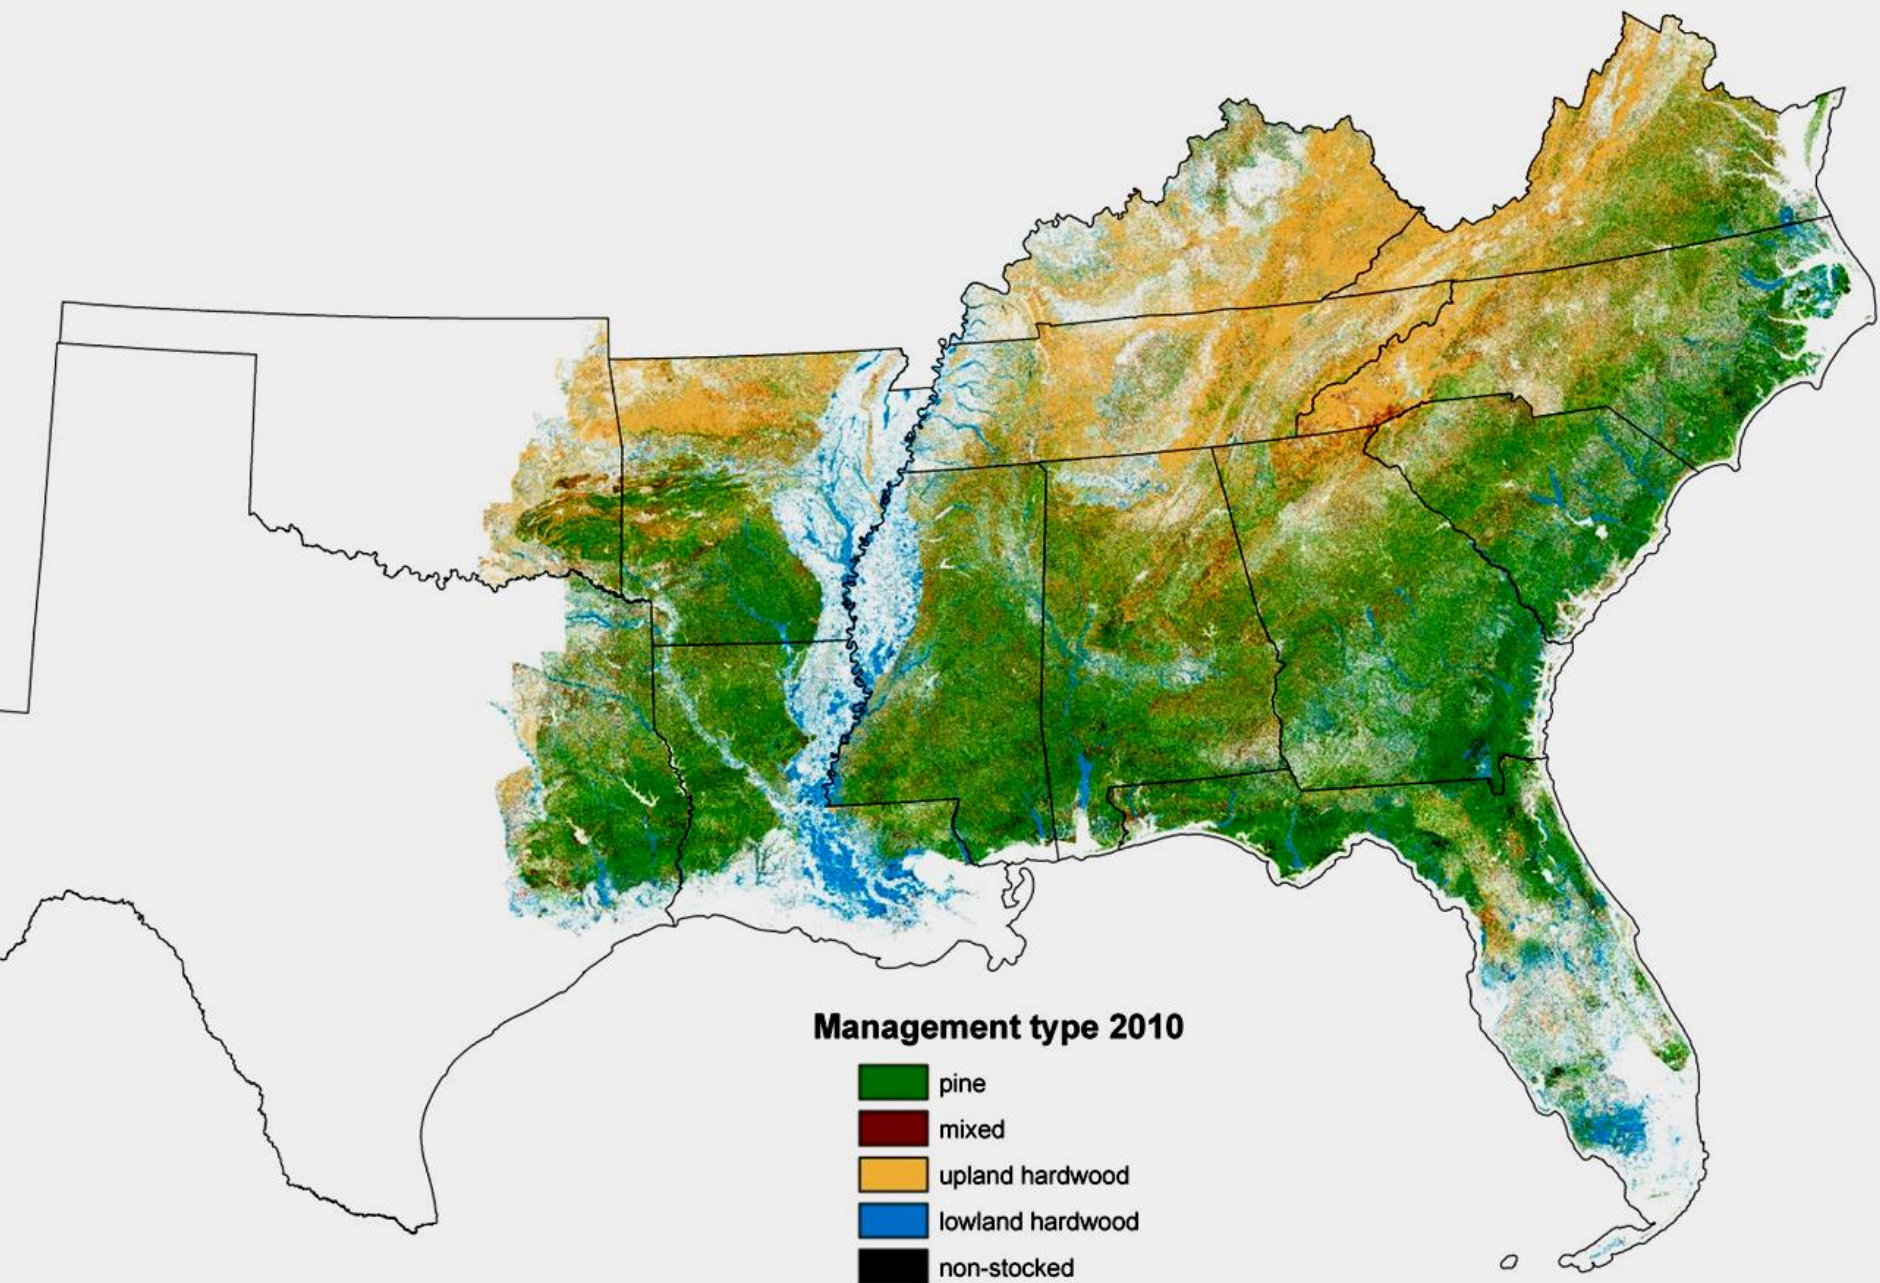 Management type 2010
pine
mixed
upland hardwood
lowland hardwood
non-stocked